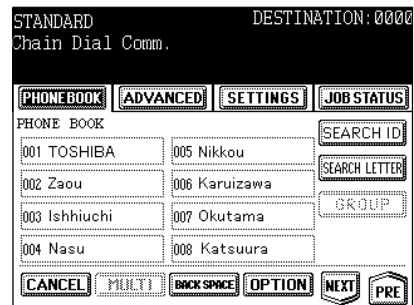 STANDARD DESTINATION:0000
Chain Dial Comm.
PHONE BOOK ADVANCED SETTINGS JOB STATUS
PHONE BOOK
SEARCH ID
001 TOSHIBA 005 Nikkou
SEARCH LETTER
002 Zaou 006 Karuizawa
GROUP
003 Ishhiuchi 007 Okutama
004 Nasu 008 Katsuura
CANCEL MULTI BACK SPACE OPTION NEXT PRE